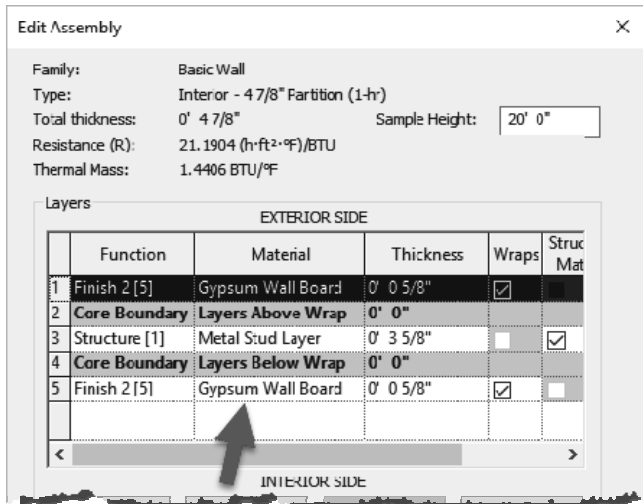 Edit Assembly
Family: Basic Wall
Type: Interior - 4 7/8" Partition (1-hr)
Total thickness: 0' 4 7/8" Sample Height: 20' 0"
Resistance (R): 21.1904 (h·ft²·°F)/BTU
Thermal Mass: 1.4406 BTU/°F
Layers
EXTERIOR SIDE
Function Material Thickness Wraps Struc
Mat
1 Finish 2 [5] Gypsum Wall Board 0' 0 5/8"
2 Core Boundary Layers Above Wrap 0' 0"
3 Structure [1] Metal Stud Layer 0' 3 5/8"
4 Core Boundary Layers Below Wrap 0' 0"
5 Finish 2 [5] Gypsum Wall Board 0' 0 5/8"
INTERIOR SIDE